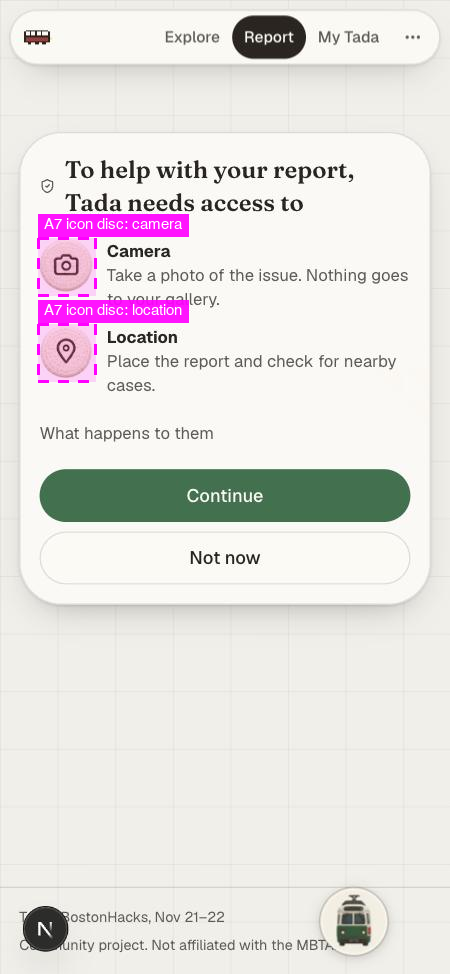 Explore Report My Tada
To help with your report,
Tada needs access to
A7 icon disc: camera
Camera
Take a photo of the issue. Nothing goes
to your gallery.
A7 icon disc: location
Location
Place the report and check for nearby
cases.
What happens to them
Continue
Not now
BostonHacks, Nov 21–22
N
project. Not affiliated with the MBTA